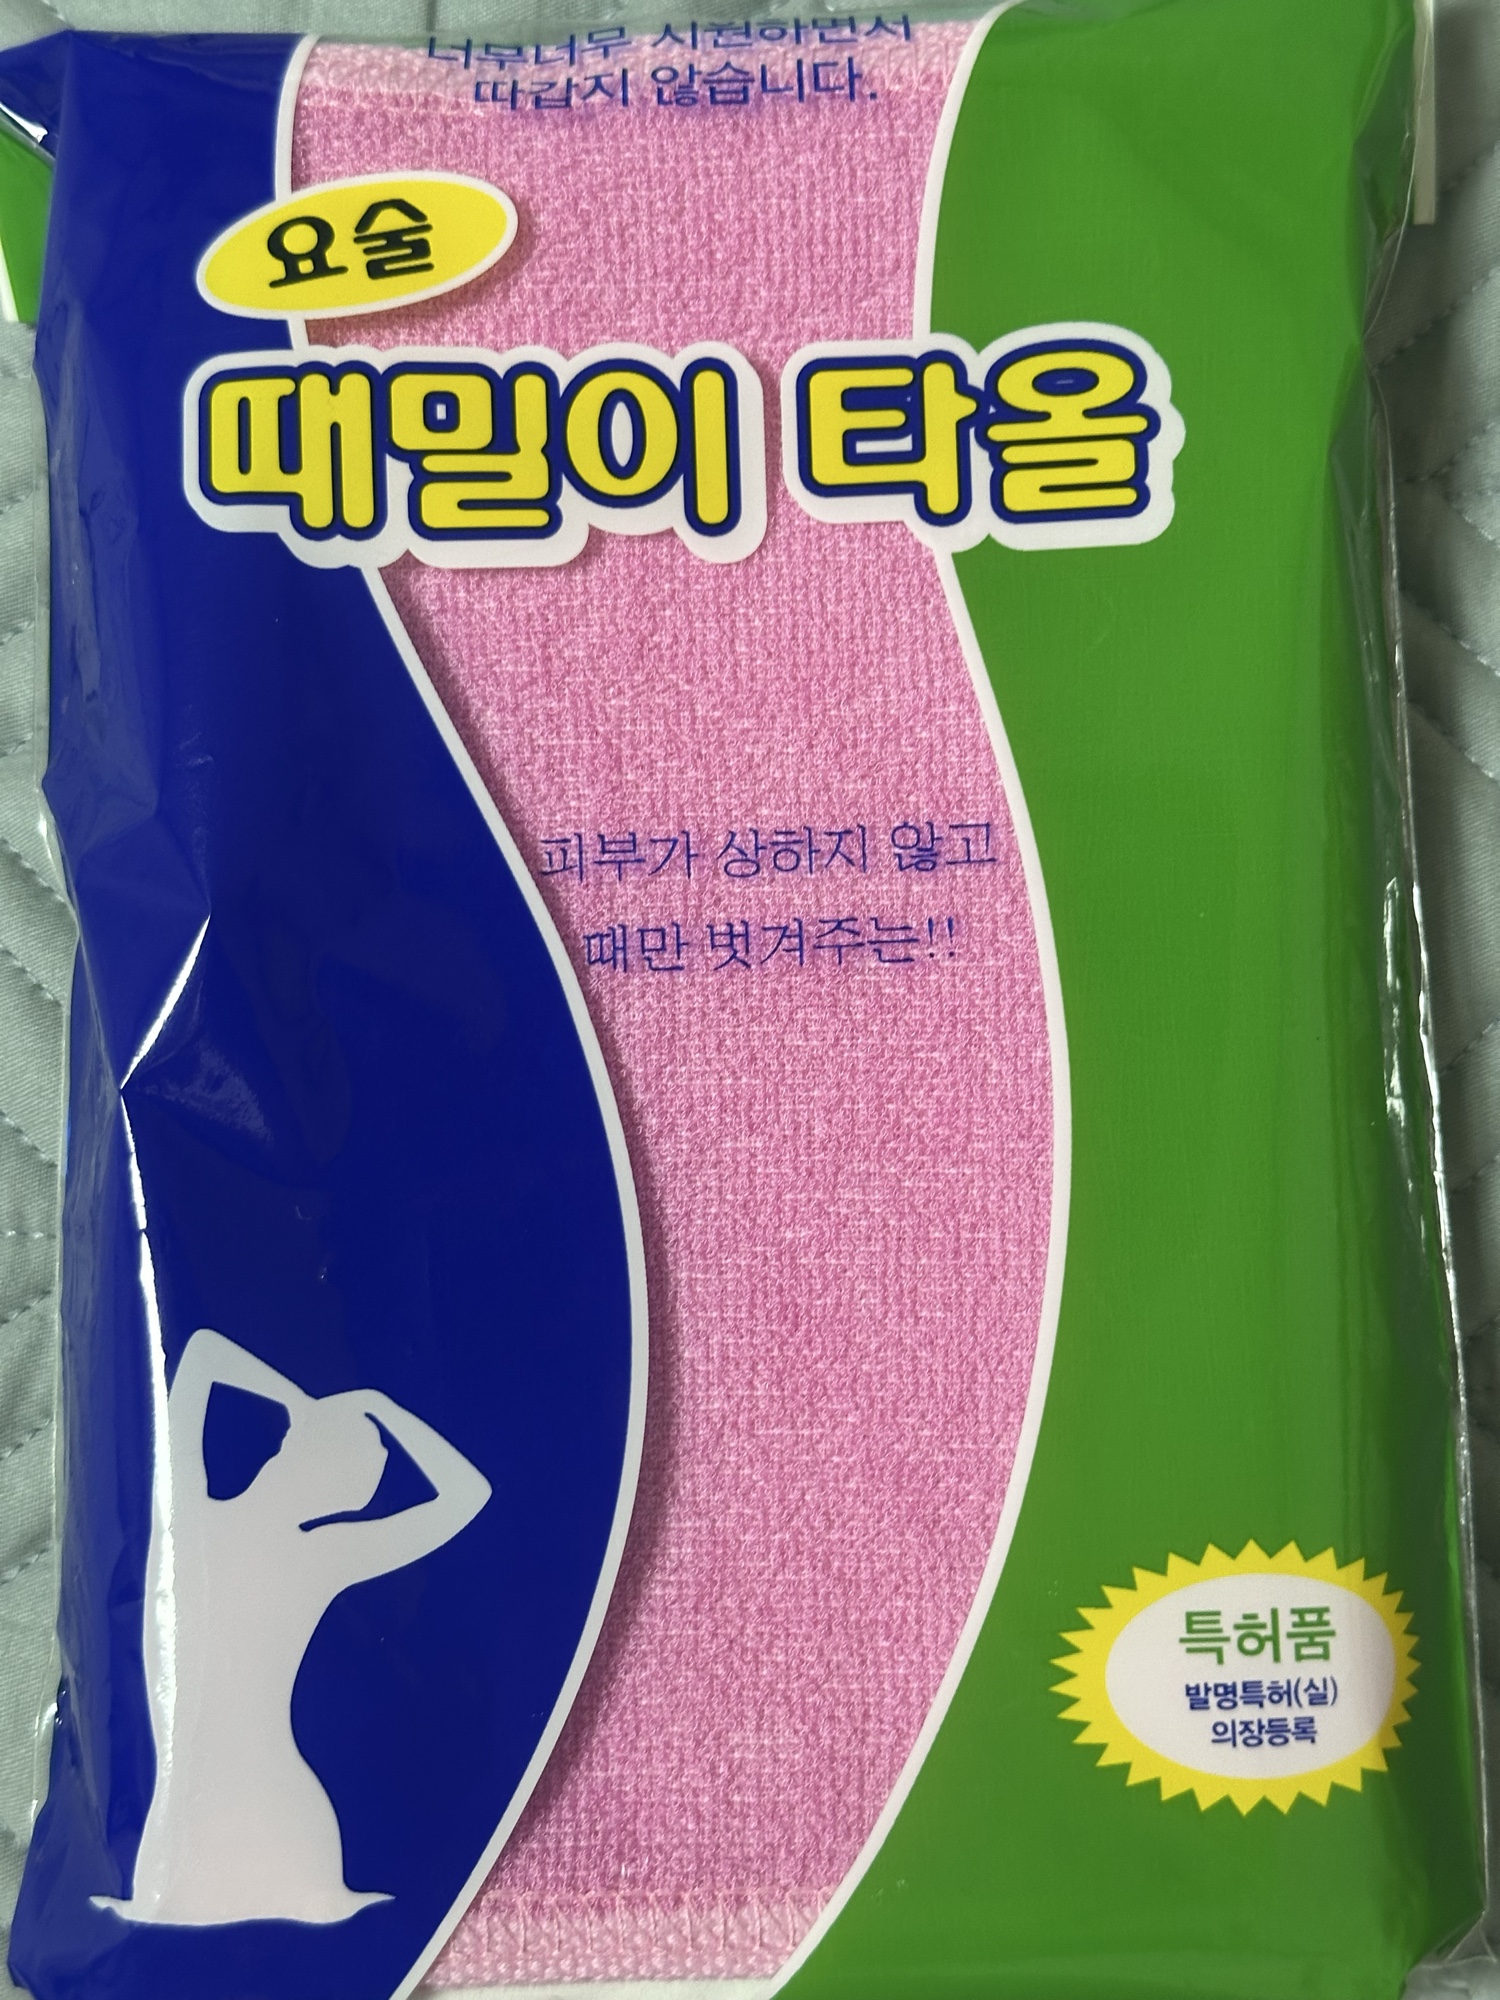 너무너무 시원하면서
따갑지 않습니다.
요술
때밀이 타올
피부가 상하지 않고
때만 벗겨주는!!
특허품
발명특허(실)
의장등록